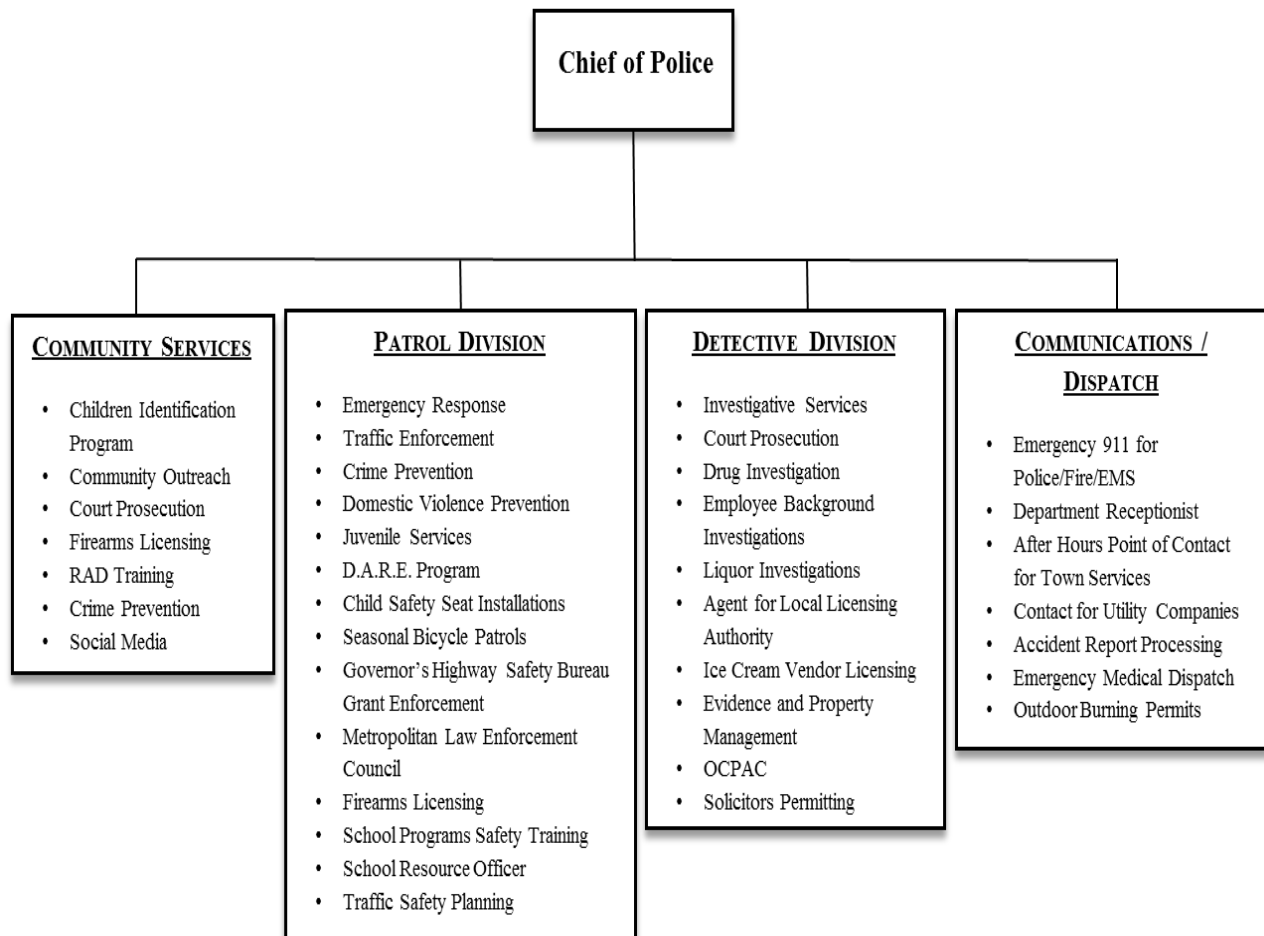 Chief of Police
COMMUNITY SERVICES
• Children Identification
Program
• Community Outreach
• Court Prosecution
• Firearms Licensing
• RAD Training
• Crime Prevention
• Social Media
PATROL DIVISION
• Emergency Response
• Traffic Enforcement
• Crime Prevention
• Domestic Violence Prevention
• Juvenile Services
• D.A.R.E. Program
• Child Safety Seat Installations
• Seasonal Bicycle Patrols
• Governor’s Highway Safety Bureau
Grant Enforcement
• Metropolitan Law Enforcement
Council
• Firearms Licensing
• School Programs Safety Training
• School Resource Officer
• Traffic Safety Planning
DETECTIVE DIVISION
• Investigative Services
• Court Prosecution
• Drug Investigation
• Employee Background
Investigations
• Liquor Investigations
• Agent for Local Licensing
Authority
• Ice Cream Vendor Licensing
• Evidence and Property
Management
• OCPAC
• Solicitors Permitting
COMMUNICATIONS /
DISPATCH
• Emergency 911 for
Police/Fire/EMS
• Department Receptionist
• After Hours Point of Contact
for Town Services
• Contact for Utility Companies
• Accident Report Processing
• Emergency Medical Dispatch
• Outdoor Burning Permits